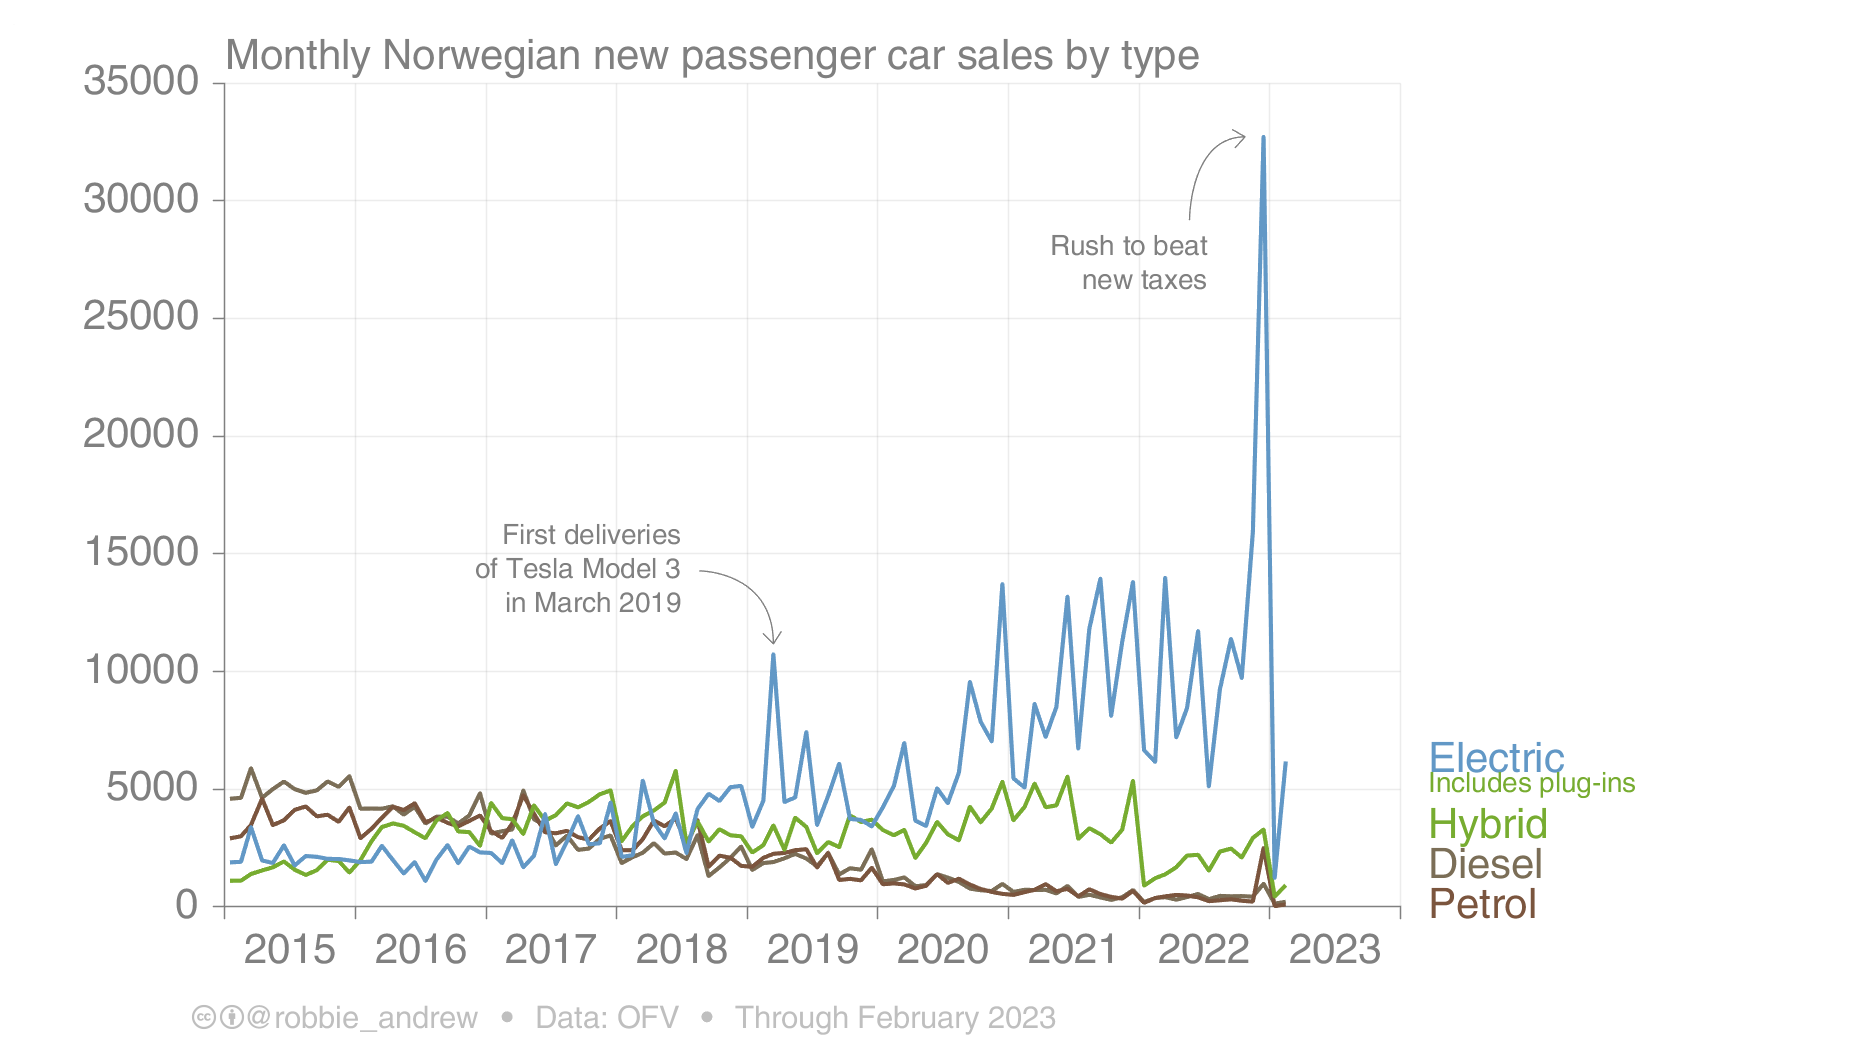 Monthly Norwegian new passenger car sales by type
35000
30000
25000
20000
15000
10000
5000
0
Rush to beat
new taxes
First deliveries
of Tesla Model 3
in March 2019
Electric
Includes plug-ins
Hybrid
Diesel
Petrol
2015 2016 2017 2018 2019 2020 2021 2022 2023
cc @robbie_andrew • Data: OFV • Through February 2023